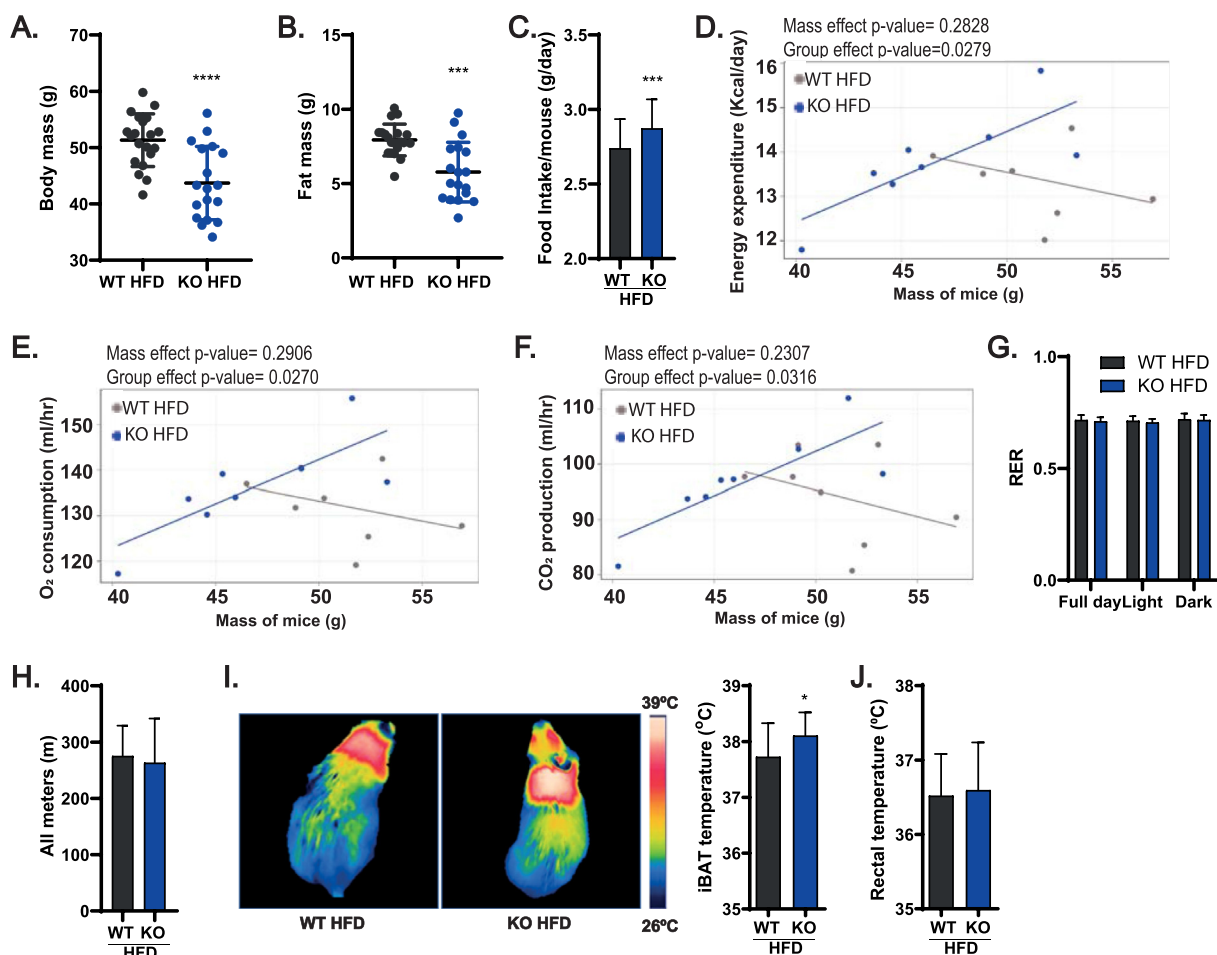 A.
Body mass (g)
70
60
50
40
30
****
WT HFD
KO HFD
B.
Fat mass (g)
15
10
5
0
***
WT HFD
KO HFD
C.
Food Intake/mouse (g/day)
3.5
3.0
2.5
2.0
***
WT KO
HFD
D.
Mass effect p-value= 0.2828
Group effect p-value=0.0279
Energy expenditure (Kcal/day)
16
15
14
13
12
WT HFD
KO HFD
40 45 50 55
Mass of mice (g)
E.
Mass effect p-value= 0.2906
Group effect p-value= 0.0270
O₂ consumption (ml/hr)
150
140
130
120
WT HFD
KO HFD
40 45 50 55
Mass of mice (g)
F.
Mass effect p-value= 0.2307
Group effect p-value= 0.0316
CO₂ production (ml/hr)
110
100
90
80
WT HFD
KO HFD
40 45 50 55
Mass of mice (g)
G.
RER
1.0
0.5
0.0
WT HFD
KO HFD
Full day Light Dark
H.
All meters (m)
400
300
200
100
0
WT KO
HFD
I.
39ºC
26ºC
WT HFD
KO HFD
iBAT temperature (ºC)
39
38
37
36
35
*
WT KO
HFD
J.
Rectal temperature (ºC)
38
37
36
35
WT KO
HFD